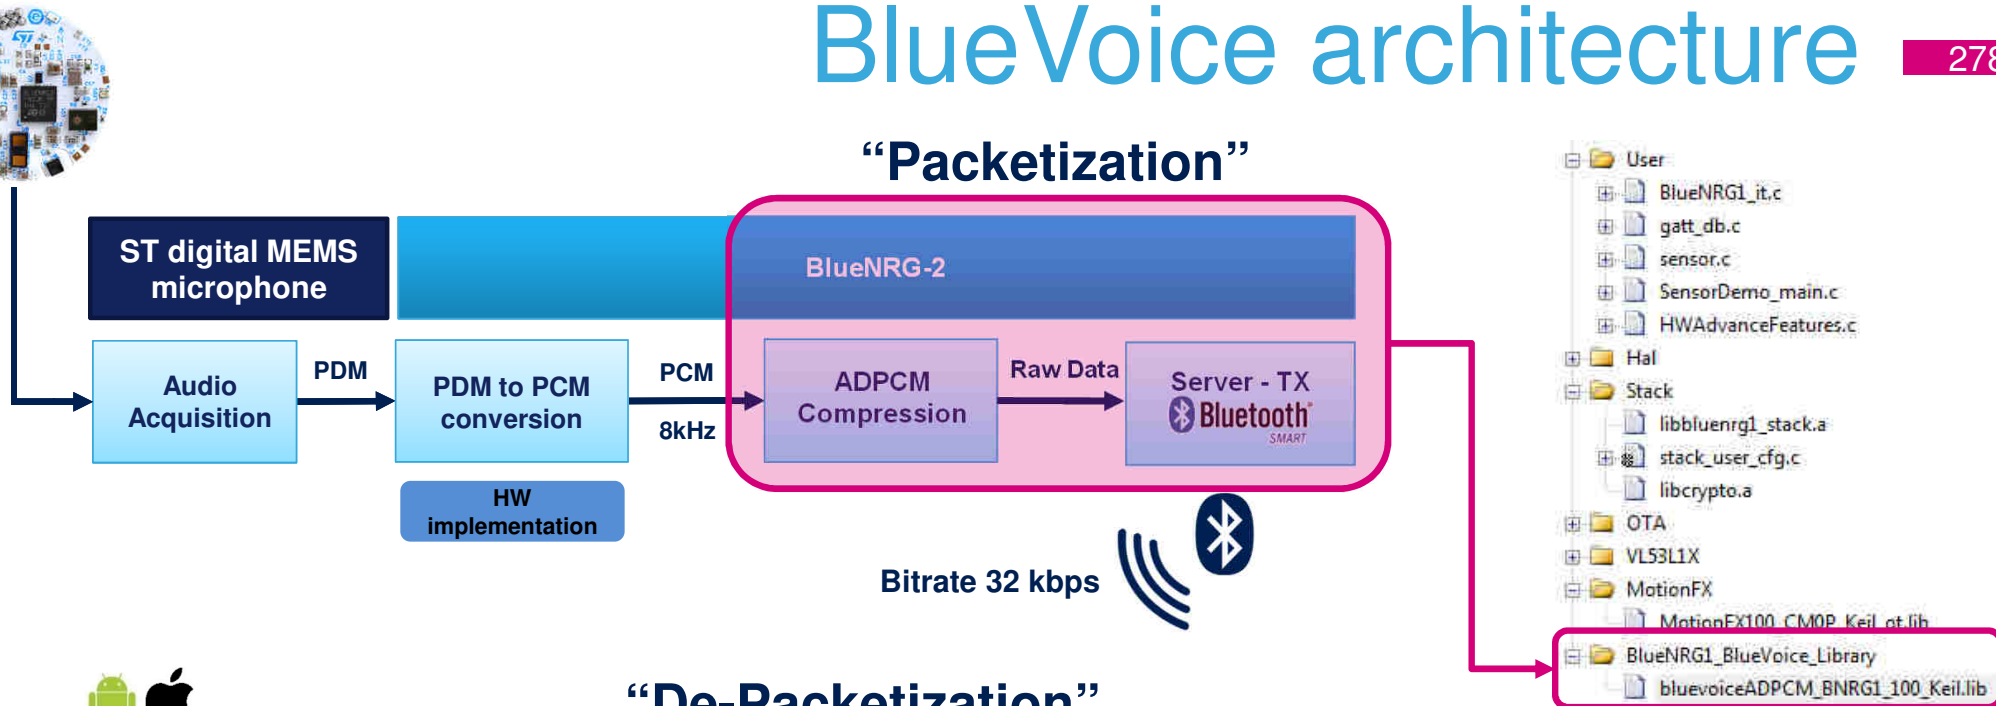 BlueVoice architecture
278
“Packetization”
ST digital MEMS
microphone
BlueNRG-2
Audio
Acquisition
PDM
PDM to PCM
conversion
PCM
8kHz
ADPCM
Compression
Raw Data
Server - TX
Bluetooth
SMART
HW
implementation
Bitrate 32 kbps
“De-Packetization”
User
BlueNRG1_it.c
gatt_db.c
sensor.c
SensorDemo_main.c
HWAdvanceFeatures.c
Hal
Stack
libbluenrg1_stack.a
stack_user_cfg.c
libcrypto.a
OTA
VL53L1X
MotionFX
MotionFX100_CM0P_Keil_ot.lib
BlueNRG1_BlueVoice_Library
bluevoiceADPCM_BNRG1_100_Keil.lib